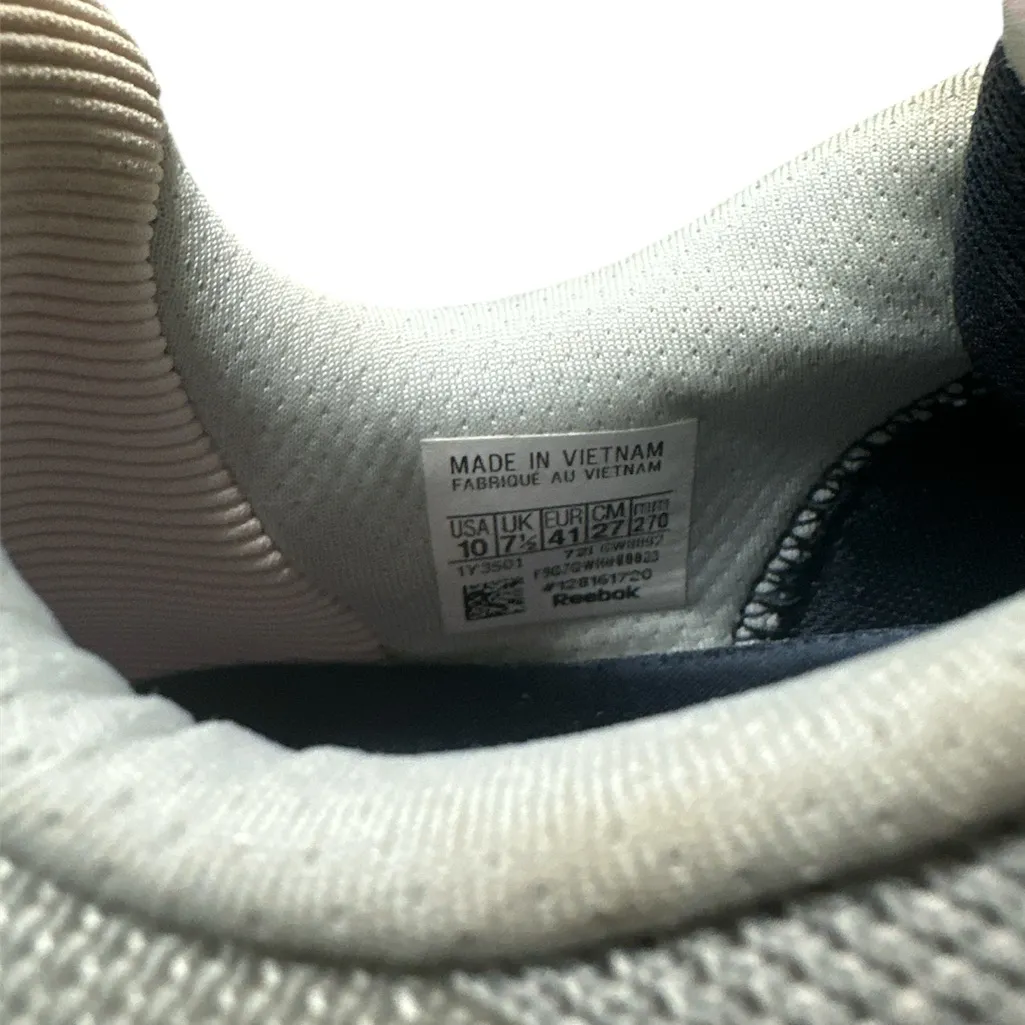 MADE IN VIETNAM
FABRIQUÉ AU VIETNAM
USA UK EUR CM mm
10 7½ 41 27 270
1Y3501
#128161720
Reebok